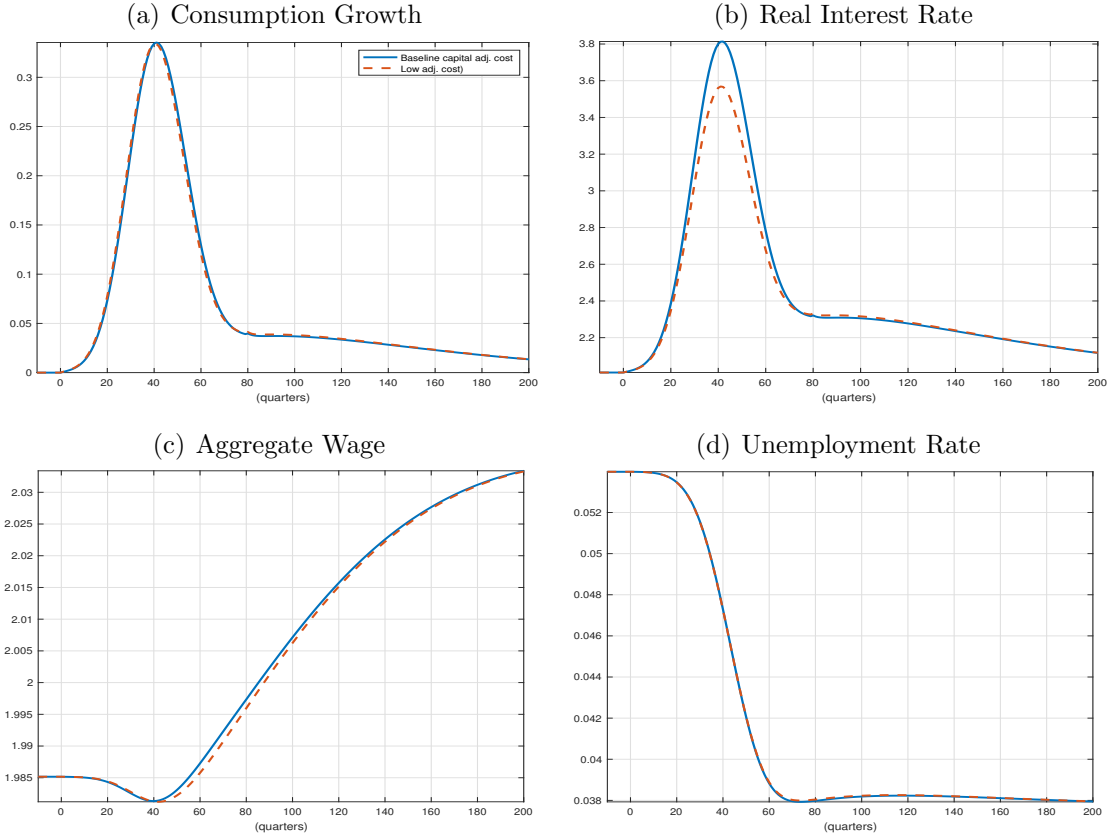 (a) Consumption Growth
0.3
0.25
0.2
0.15
0.1
0.05
0
0 20 40 60 80 100 120 140 160 180 200
(quarters)
Baseline capital adj. cost
Low adj. cost)
(b) Real Interest Rate
3.8
3.6
3.4
3.2
3
2.8
2.6
2.4
2.2
0 20 40 60 80 100 120 140 160 180 200
(quarters)
(c) Aggregate Wage
2.03
2.025
2.02
2.015
2.01
2.005
2
1.995
1.99
1.985
0 20 40 60 80 100 120 140 160 180 200
(quarters)
(d) Unemployment Rate
0.052
0.05
0.048
0.046
0.044
0.042
0.04
0.038
0 20 40 60 80 100 120 140 160 180 200
(quarters)